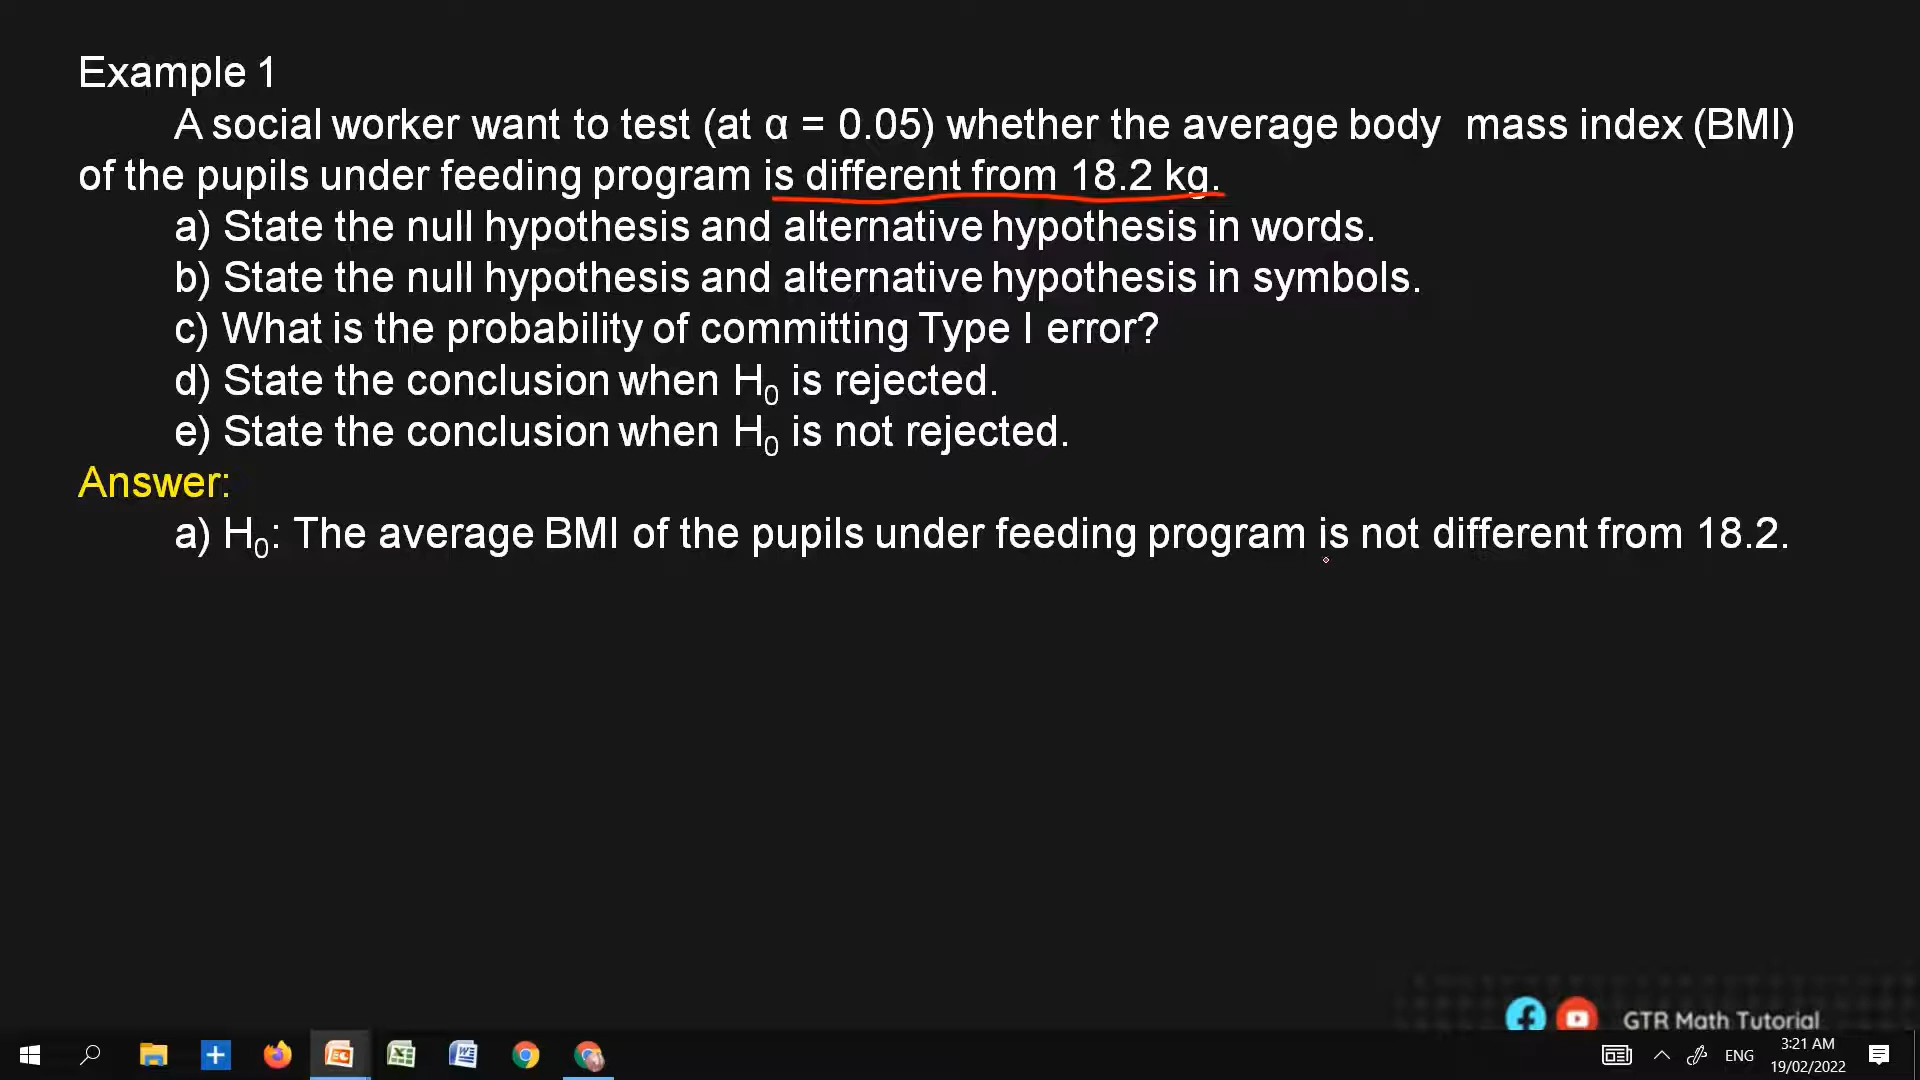 Example 1
A social worker want to test (at α = 0.05) whether the average body mass index (BMI)
of the pupils under feeding program is different from 18.2 kg.
a) State the null hypothesis and alternative hypothesis in words.
b) State the null hypothesis and alternative hypothesis in symbols.
c) What is the probability of committing Type I error?
d) State the conclusion when H₀ is rejected.
e) State the conclusion when H₀ is not rejected.
Answer:
a) H₀: The average BMI of the pupils under feeding program is not different from 18.2.
GTR Math Tutorial
ENG
3:21 AM
19/02/2022